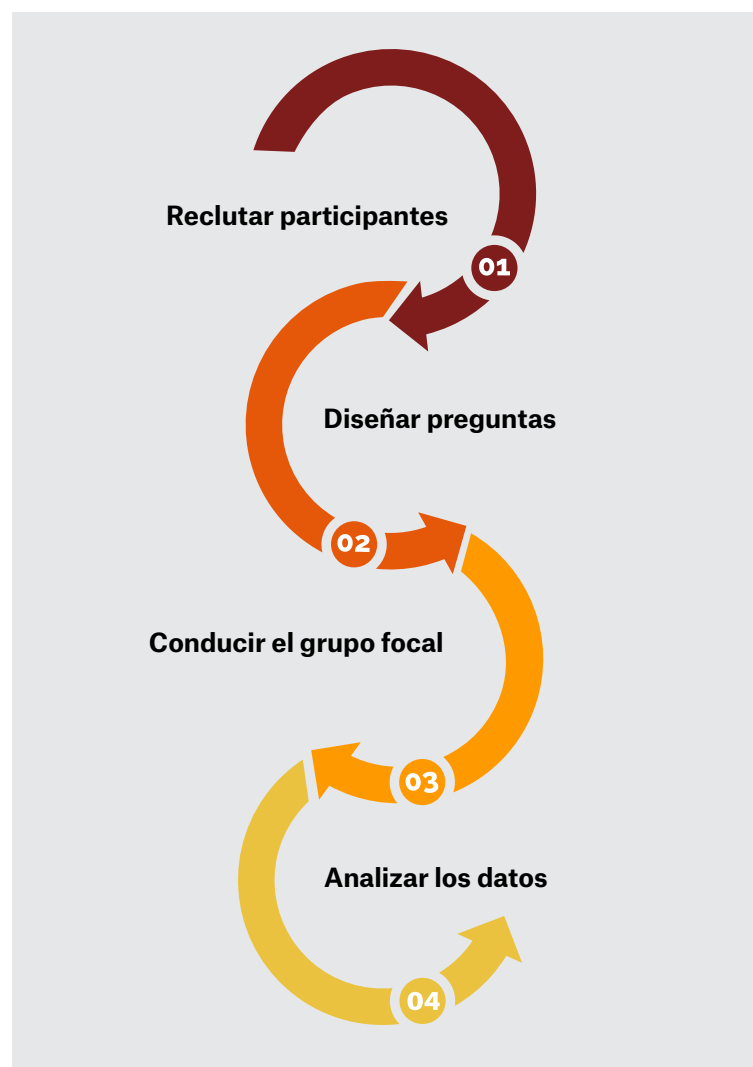 Reclutar participantes
01
Diseñar preguntas
02
Conducir el grupo focal
03
Analizar los datos
04